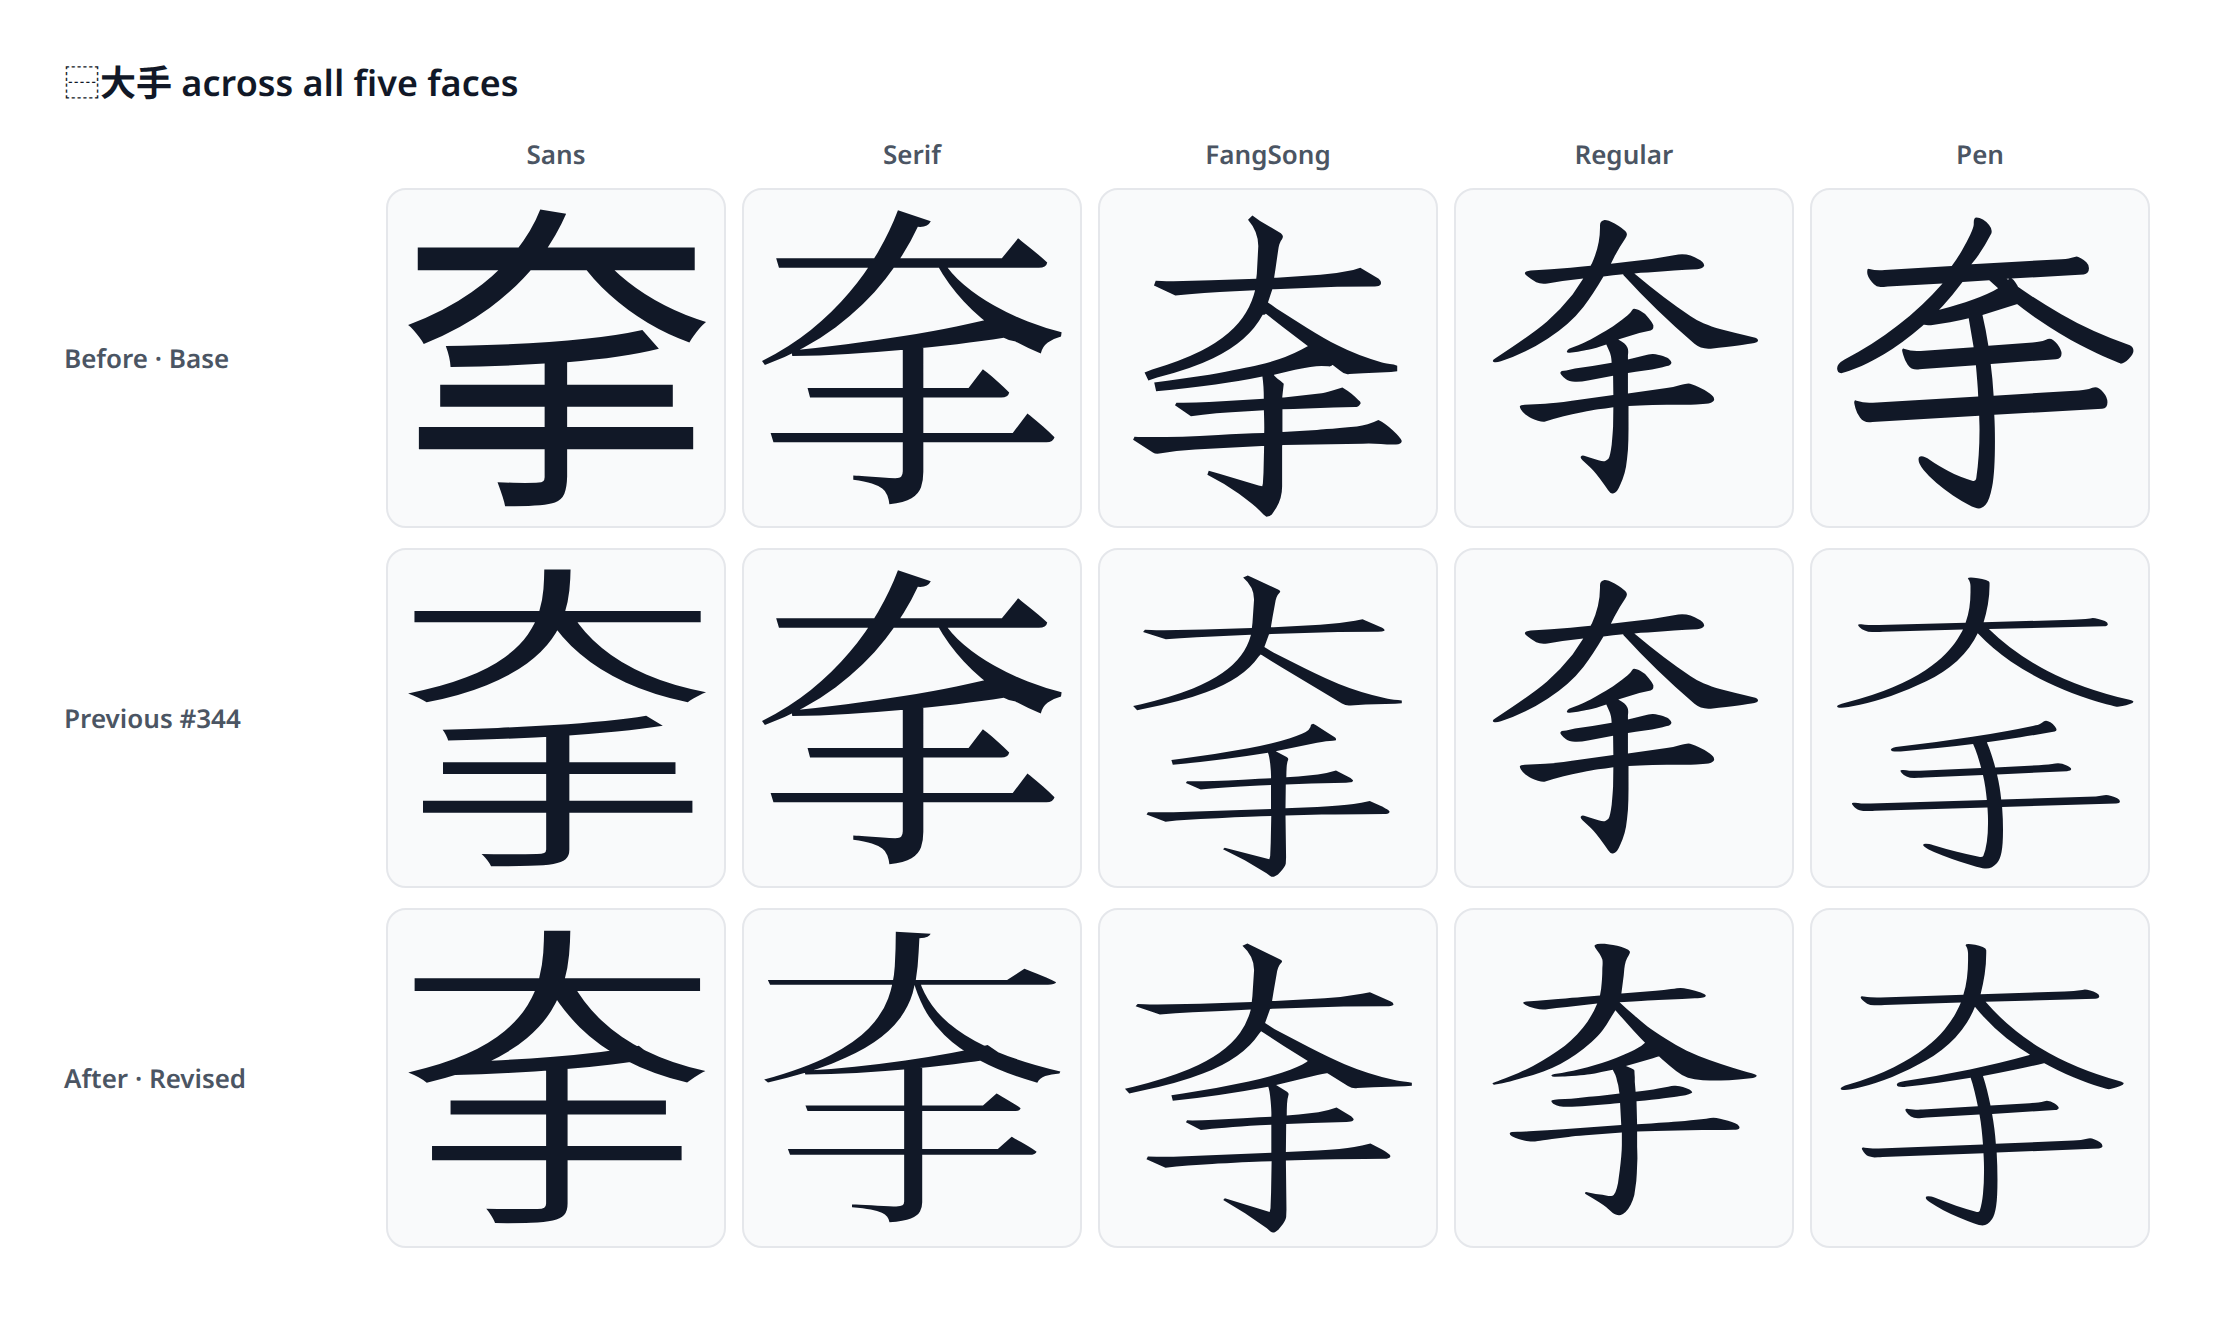 ⿱大手 across all five faces
Sans Serif FangSong Regular Pen
Before · Base
Previous #344
After · Revised